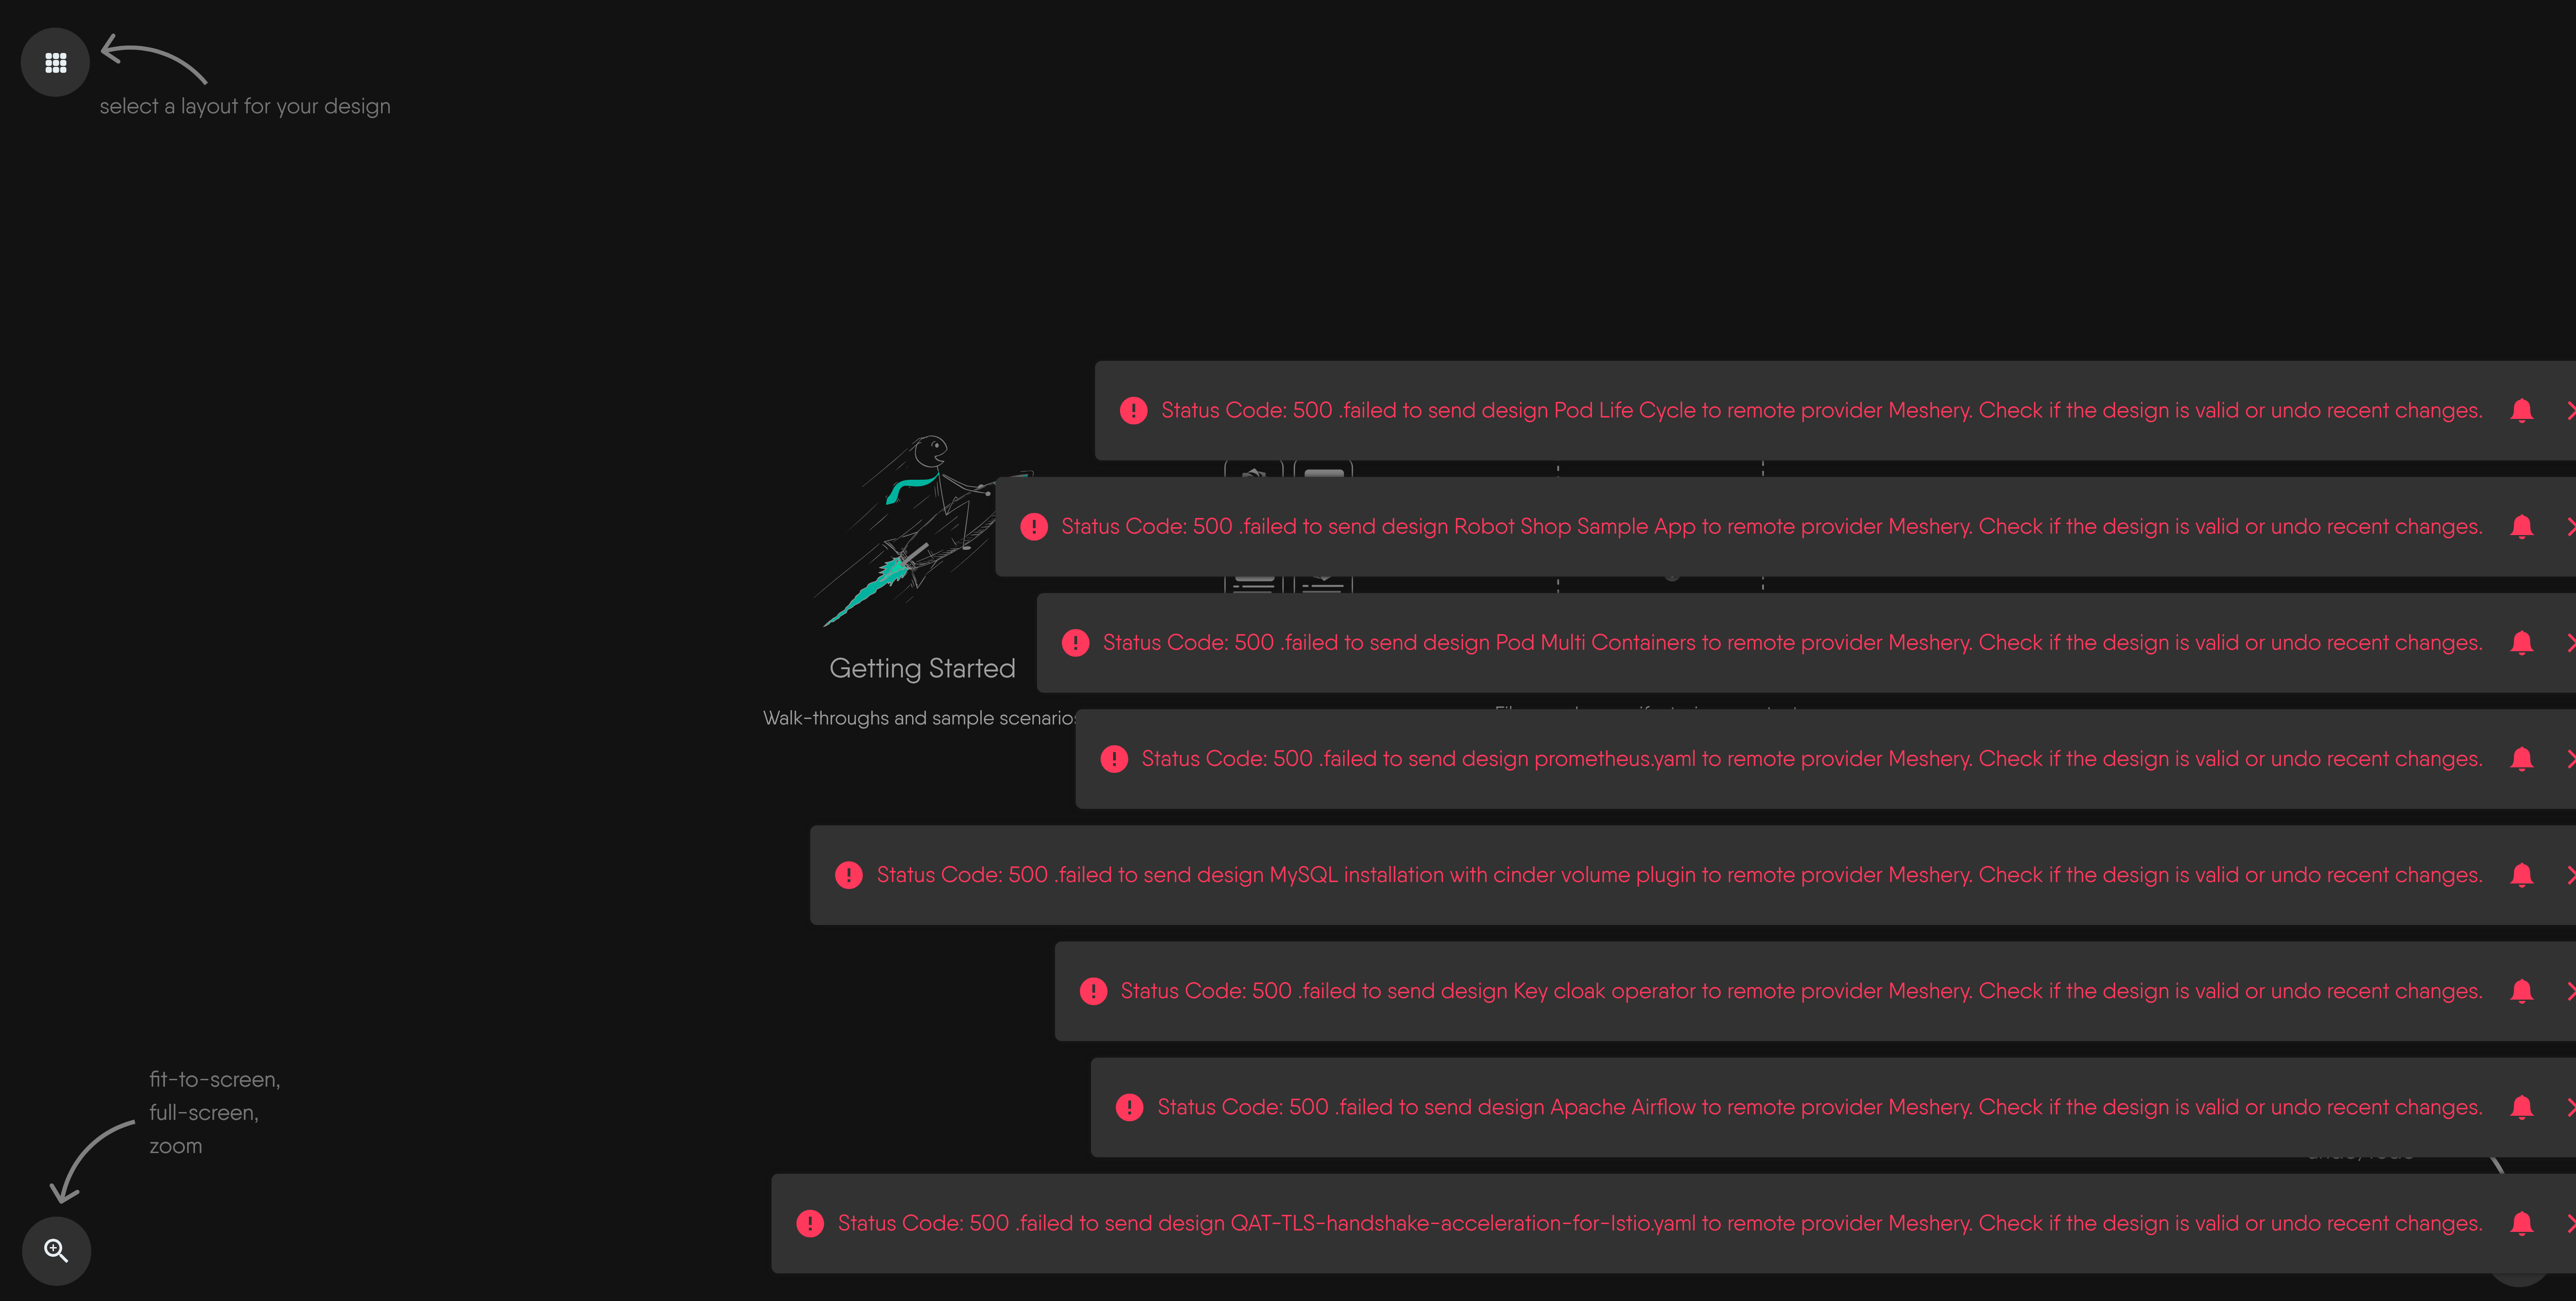 select a layout for your design
Status Code: 500 .failed to send design Pod Life Cycle to remote provider Meshery. Check if the design is valid or undo recent changes.
Status Code: 500 .failed to send design Robot Shop Sample App to remote provider Meshery. Check if the design is valid or undo recent changes.
Status Code: 500 .failed to send design Pod Multi Containers to remote provider Meshery. Check if the design is valid or undo recent changes.
Getting Started
Walk-throughs and sample scenarios
Status Code: 500 .failed to send design prometheus.yaml to remote provider Meshery. Check if the design is valid or undo recent changes.
Status Code: 500 .failed to send design MySQL installation with cinder volume plugin to remote provider Meshery. Check if the design is valid or undo recent changes.
Status Code: 500 .failed to send design Key cloak operator to remote provider Meshery. Check if the design is valid or undo recent changes.
fit-to-screen,
full-screen,
zoom
Status Code: 500 .failed to send design Apache Airflow to remote provider Meshery. Check if the design is valid or undo recent changes.
Status Code: 500 .failed to send design QAT-TLS-handshake-acceleration-for-Istio.yaml to remote provider Meshery. Check if the design is valid or undo recent changes.